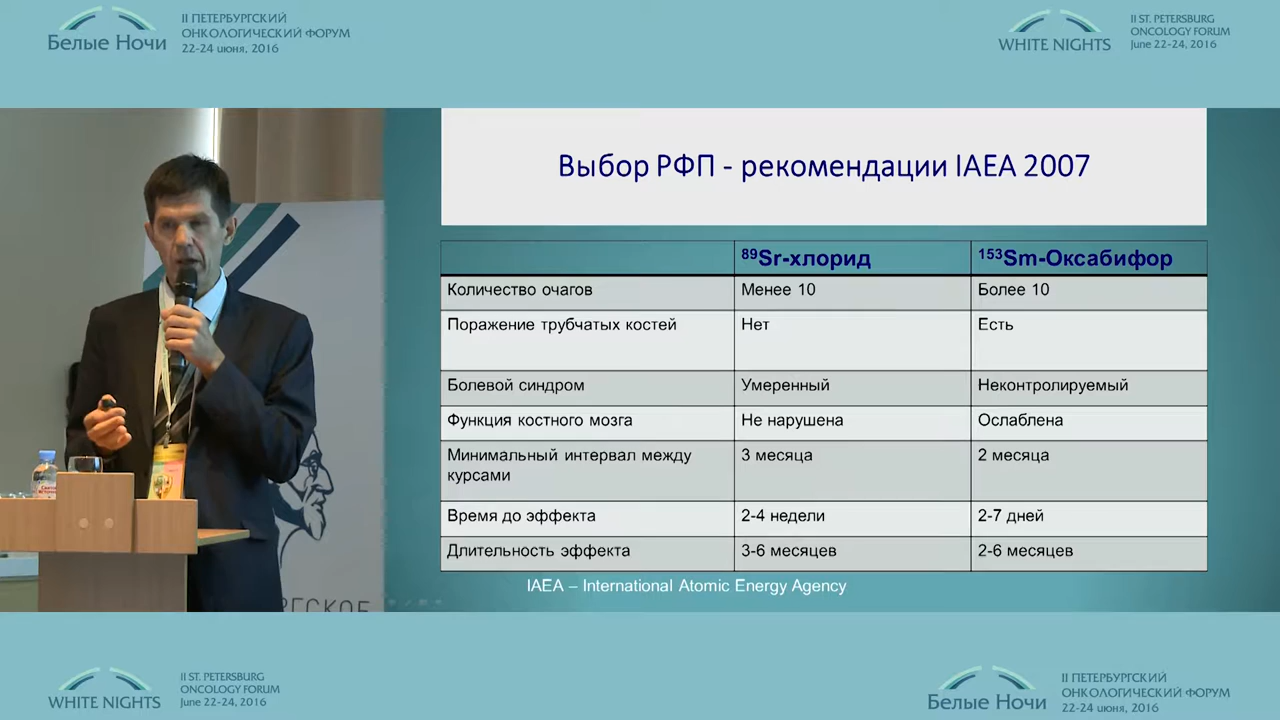 Белые Ночи
II ПЕТЕРБУРГСКИЙ
ОНКОЛОГИЧЕСКИЙ ФОРУМ
22-24 июня, 2016
WHITE NIGHTS
II ST. PETERSBURG
ONCOLOGY FORUM
June 22-24, 2016
Выбор РФП - рекомендации IAEA 2007
89Sr-хлорид 153Sm-Оксабифор
Количество очагов Менее 10 Более 10
Поражение трубчатых костей Нет Есть
Болевой синдром Умеренный Неконтролируемый
Функция костного мозга Не нарушена Ослаблена
Минимальный интервал между 3 месяца 2 месяца
курсами
Время до эффекта 2-4 недели 2-7 дней
Длительность эффекта 3-6 месяцев 2-6 месяцев
IAEA – International Atomic Energy Agency
WHITE NIGHTS
II ST. PETERSBURG
ONCOLOGY FORUM
June 22-24, 2016
Белые Ночи
II ПЕТЕРБУРГСКИЙ
ОНКОЛОГИЧЕСКИЙ ФОРУМ
22-24 июня, 2016